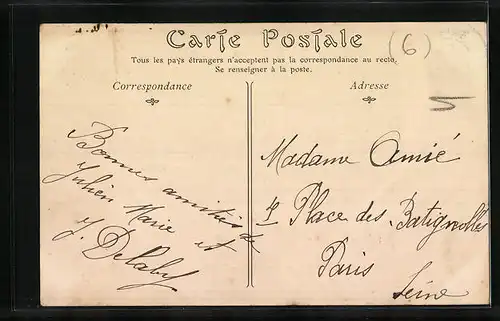 Carte Postale
Tous les pays étrangers n'acceptent pas la correspondance au recto.
Se renseigner à la poste.
Correspondance
Adresse
(6)
Bonnes amitiés de
Julien Marie et
J.
Madame Amié
4 Place des Batignolles
Paris
Seine